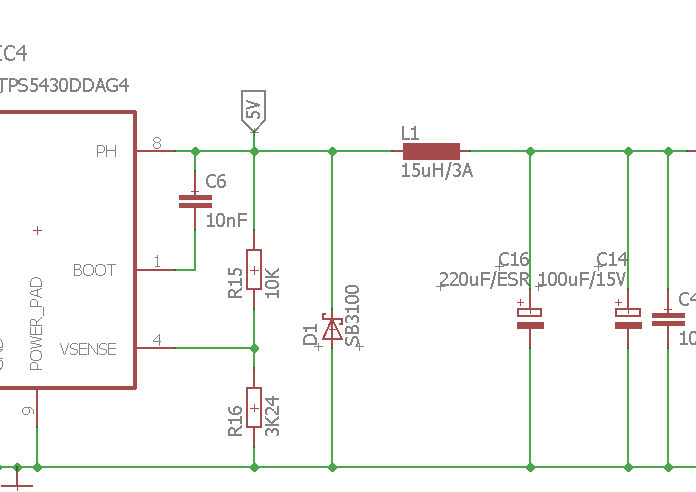 IC4
TPS5430DDAG4
5V
PH
8
L1
15uH/3A
C6
10nF
BOOT
1
R15
10K
C16
220uF/ESR
C14
100uF/15V
C4
10
POWER_PAD
VSENSE
4
D1
SB3100
R16
3K24
9